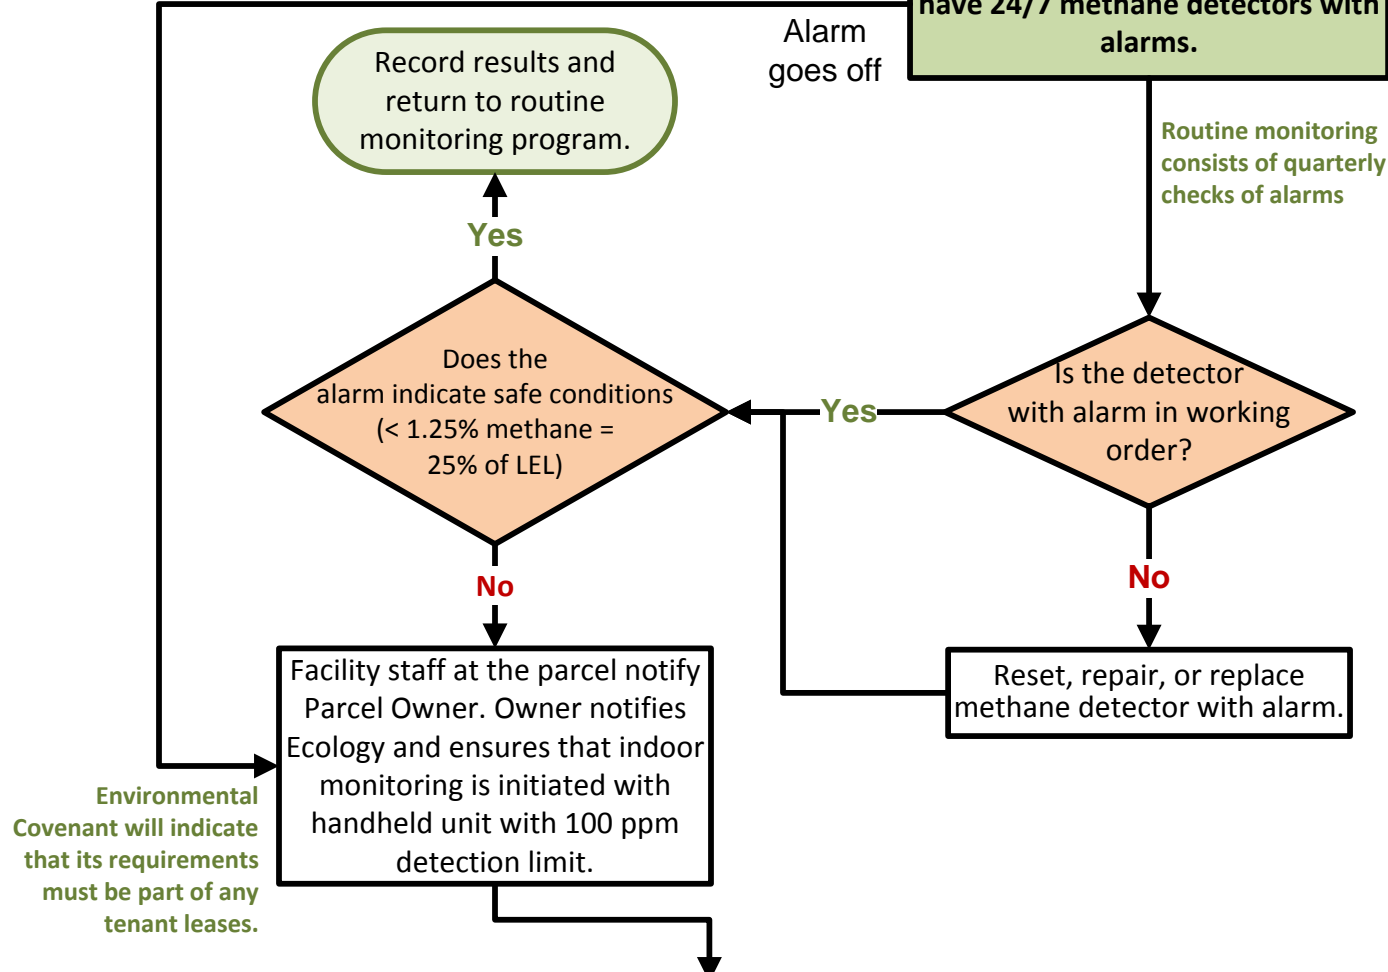 have 24/7 methane detectors with
alarms.
Alarm
goes off
Record results and
return to routine
monitoring program.
Routine monitoring
consists of quarterly
checks of alarms
Yes
Does the
alarm indicate safe conditions
(< 1.25% methane =
25% of LEL)
Yes
Is the detector
with alarm in working
order?
No
No
Reset, repair, or replace
methane detector with alarm.
Facility staff at the parcel notify
Parcel Owner. Owner notifies
Ecology and ensures that indoor
monitoring is initiated with
handheld unit with 100 ppm
detection limit.
Environmental
Covenant will indicate
that its requirements
must be part of any
tenant leases.